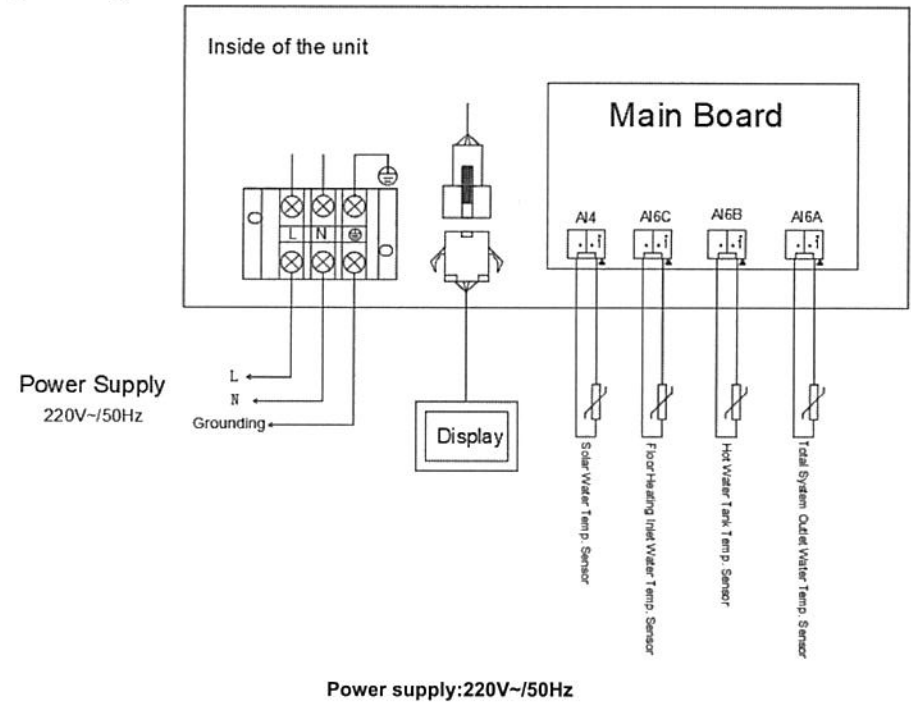 Inside of the unit
Main Board
AI4
AI6C
AI6B
AI6A
L N
Power Supply
220V~/50Hz
L
N
Grounding
Display
Solar Water Temp. Sensor
Floor Heating Inlet Water Temp. Sensor
Hot Water Tank Temp. Sensor
Total System Outlet Water Temp. Sensor
Power supply:220V~/50Hz